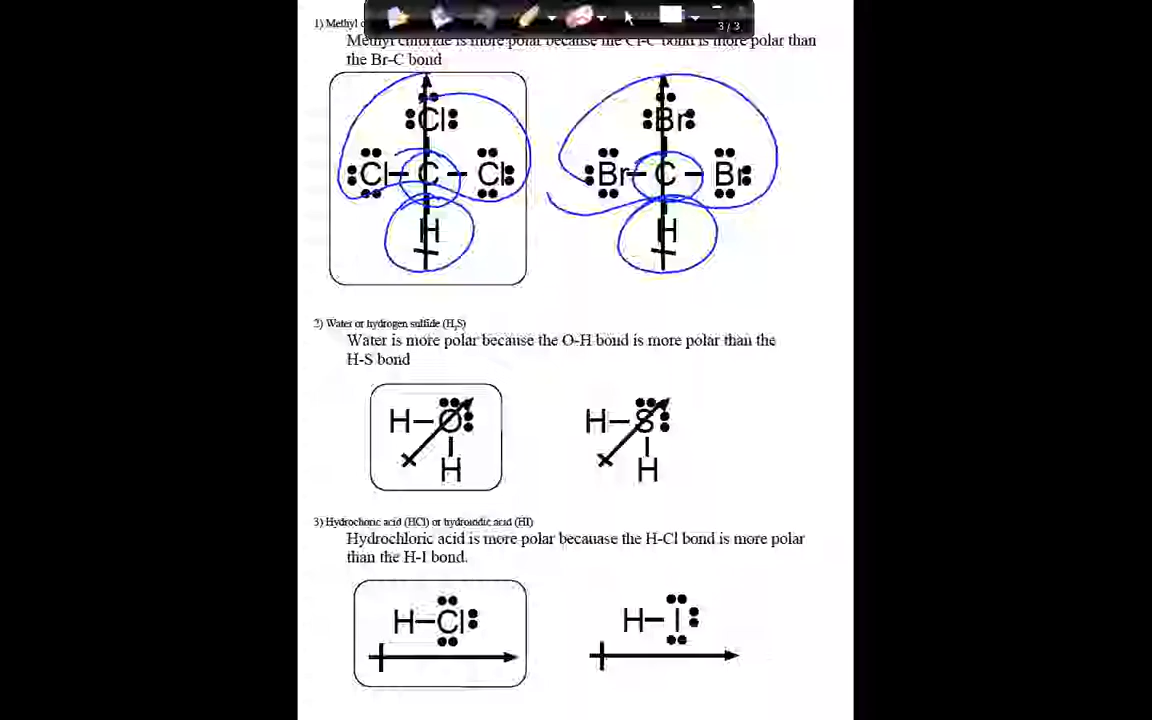 3 / 3
1) Methyl
Methyl chloride is more polar because the Cl-C bond is more polar than
the Br-C bond
Cl Br
Cl C Cl Br C Br
H H
2) Water or hydrogen sulfide (H2S)
Water is more polar because the O-H bond is more polar than the
H-S bond
H O H S
H H
3) Hydrochoric acid (HCl) or hydroiodic acid (HI)
Hydrochloric acid is more polar becauase the H-Cl bond is more polar
than the H-I bond.
H Cl H I